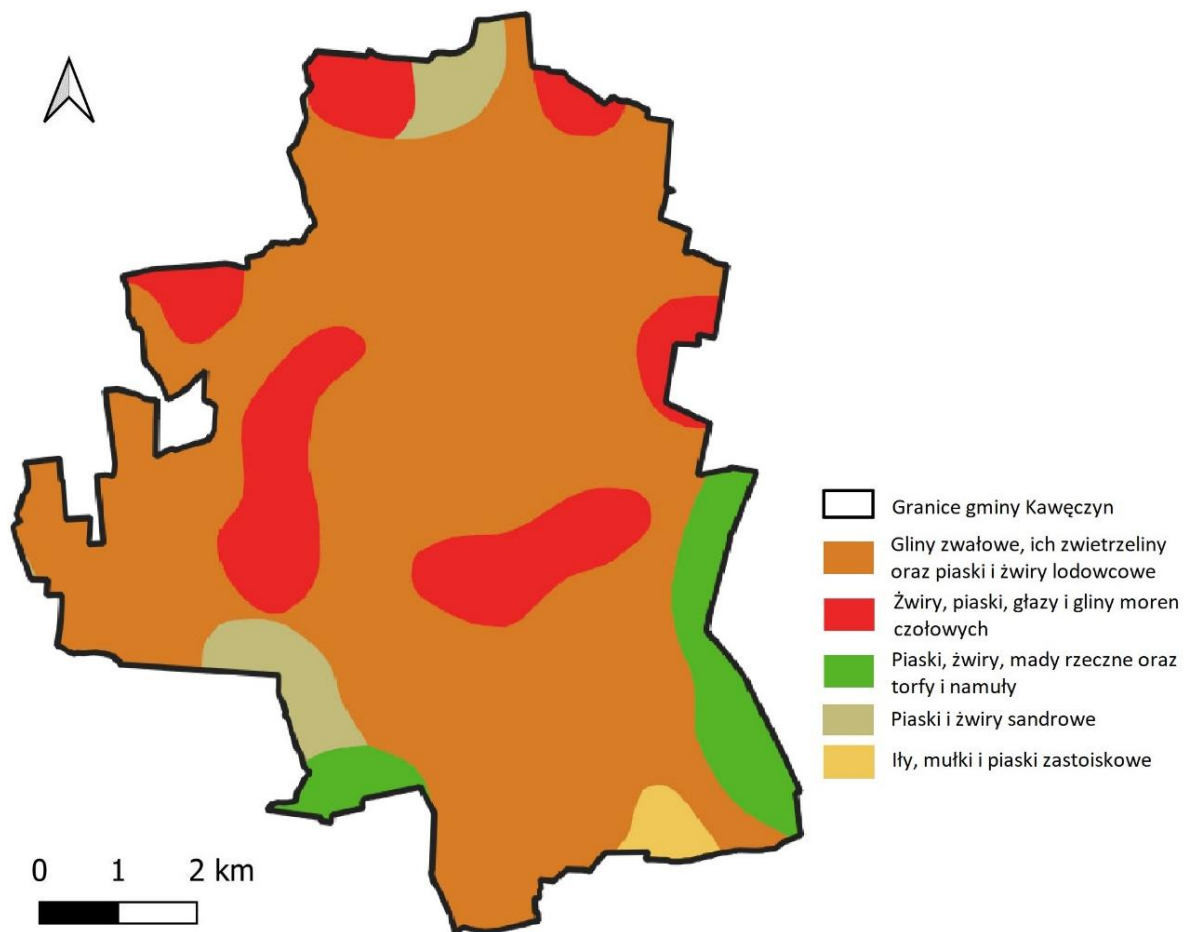 Granice gminy Kawęczyn
Gliny zwałowe, ich zwietrzeliny
oraz piaski i żwiry lodowcowe
Żwiry, piaski, głazy i gliny moren
czołowych
Piaski, żwiry, mady rzeczne oraz
torfy i namuły
Piaski i żwiry sandrowe
Iły, mułki i piaski zastoiskowe
0 1 2 km